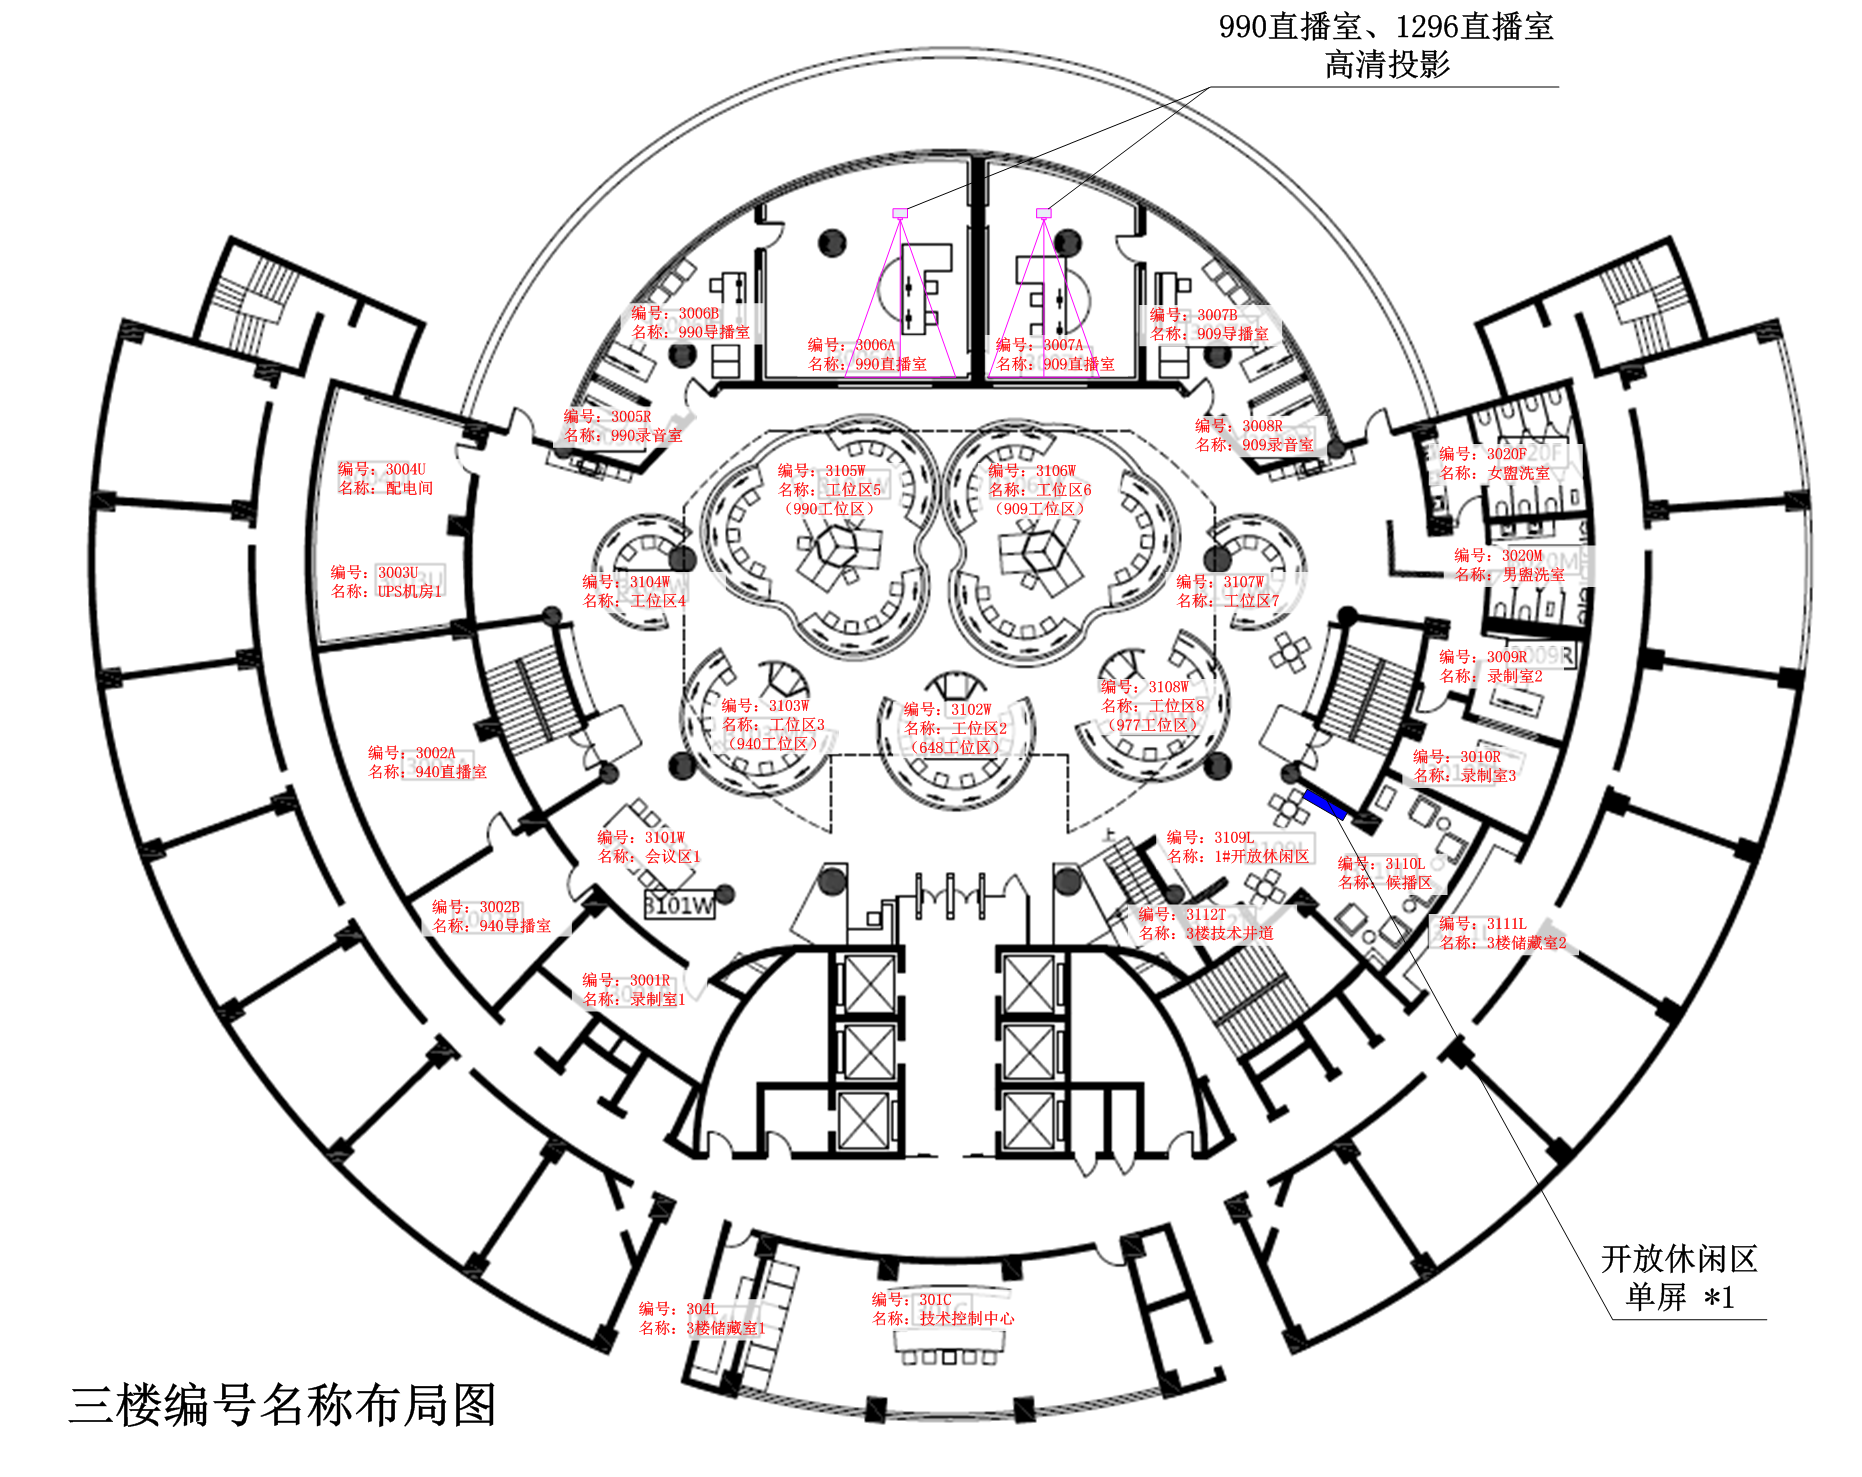 990直播室、1296直播室
高清投影
编号：3006B
名称：990导播室
编号：3006A
名称：990直播室
编号：3007A
名称：909直播室
编号：3007B
名称：909导播室
编号：3005R
名称：990录音室
编号：3008R
名称：909录音室
编号：3004U
名称：配电间
编号：3105W
名称：工位区5
（990工位区）
编号：3106W
名称：工位区6
（909工位区）
编号：3020F
名称：女盥洗室
编号：3003U
名称：UPS机房1
编号：3104W
名称：工位区4
编号：3107W
名称：工位区7
编号：3020M
名称：男盥洗室
编号：3009R
名称：录制室2
编号：3103W
名称：工位区3
（940工位区）
编号：3102W
名称：工位区2
（648工位区）
编号：3108W
名称：工位区8
（977工位区）
编号：3002A
名称：940直播室
编号：3010R
名称：录制室3
编号：3101W
名称：会议区1
3101W
上
编号：3109L
名称：1#开放休闲区
编号：3110L
名称：候播区
编号：3002B
名称：940导播室
编号：3112T
名称：3楼技术井道
编号：3111L
名称：3楼储藏室2
编号：3001R
名称：录制室1
开放休闲区
单屏 *1
编号：304L
名称：3楼储藏室1
编号：301C
名称：技术控制中心
三楼编号名称布局图